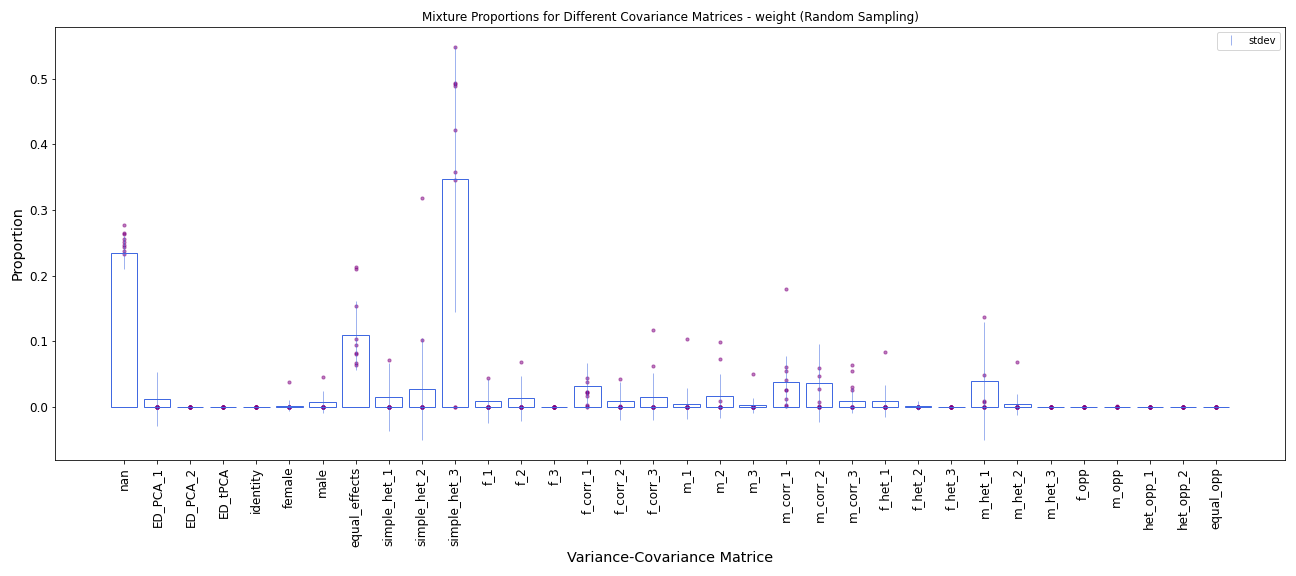 Mixture Proportions for Different Covariance Matrices - weight (Random Sampling)
stdev
Proportion
0.5
0.4
0.3
0.2
0.1
0.0
nan
ED_PCA_1
ED_PCA_2
ED_tPCA
identity
female
male
equal_effects
simple_het_1
simple_het_2
simple_het_3
f_1
f_2
f_3
f_corr_1
f_corr_2
f_corr_3
m_1
m_2
m_3
m_corr_1
m_corr_2
m_corr_3
f_het_1
f_het_2
f_het_3
m_het_1
m_het_2
m_het_3
f_opp
m_opp
het_opp_1
het_opp_2
equal_opp
Variance-Covariance Matrice